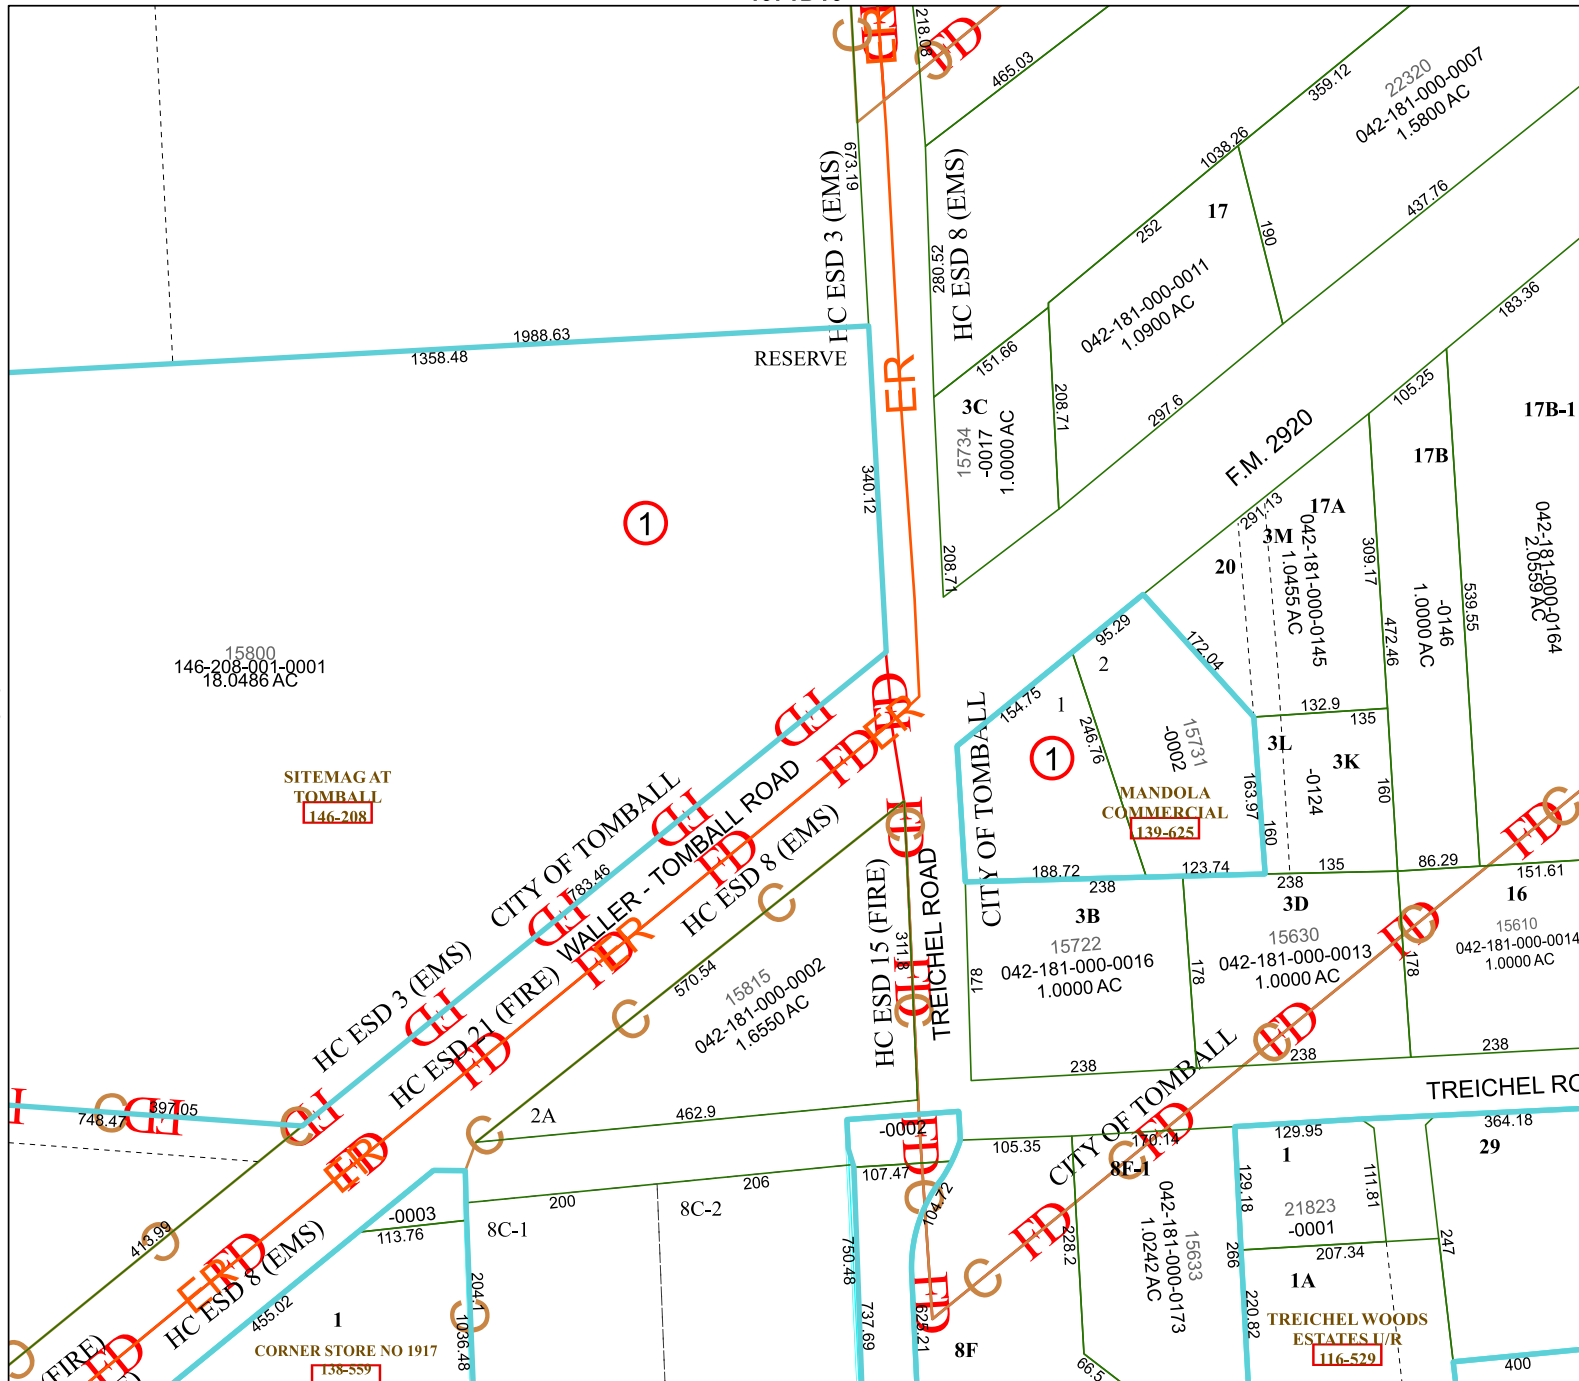 218.08
465.03
359.12
22320
042-181-000-0007
1.5800 AC
ER
FD
C
673.19
HC ESD 3 (EMS)
HC ESD 8 (EMS)
280.52
1038.26
17
252
190
437.76
042-181-000-0011
1.0900 AC
183.36
1988.63
1358.48
RESERVE
ER
151.66
3C
15734
-0017
1.0000 AC
208.71
297.6
105.25
17B-1
17B
F.M. 2920
340.12
1
291.13
17A
3M
20
042-181-000-0145
1.0455 AC
309.17
472.46
-0146
1.0000 AC
539.55
042-181-000-0164
2.0559 AC
208.71
15800
146-208-001-0001
18.0486 AC
95.29
2
172.04
154.75
1
246.76
15731
-0002
1
CITY OF TOMBALL
132.9
135
3L
3K
-0124
163.97
160
160
SITEMAG AT
TOMBALL
146-208
MANDOLA
COMMERCIAL
139-625
FD
ER
FD
CITY OF TOMBALL
WALLER - TOMBALL ROAD
783.46
HC ESD 8 (EMS)
C
188.72
123.74
238
238
135
86.29
151.61
3B
3D
16
15722
042-181-000-0016
1.0000 AC
15630
042-181-000-0013
1.0000 AC
15610
042-181-000-0014
1.0000 AC
178
178
178
HC ESD 15 (FIRE)
TREICHEL ROAD
311.8
HC ESD 3 (EMS)
HC ESD 21 (FIRE)
570.54
15815
042-181-000-0002
1.6550 AC
238
238
238
CITY OF TOMBALL
TREICHEL RO
748.47
397.05
2A
462.9
-0002
105.35
170.14
129.95
364.18
8F-1
1
29
107.47
104.72
200
206
8C-1
8C-2
-0003
113.76
413.99
129.18
111.81
21823
-0001
207.34
247
228.2
15633
042-181-000-0173
1.0242 AC
266
220.82
1A
HC ESD 8 (EMS)
455.02
204.1
1036.48
750.48
737.69
625.21
1
CORNER STORE NO 1917
138-559
8F
66.5
TREICHEL WOODS
ESTATES U/R
116-529
400
(FIRE)